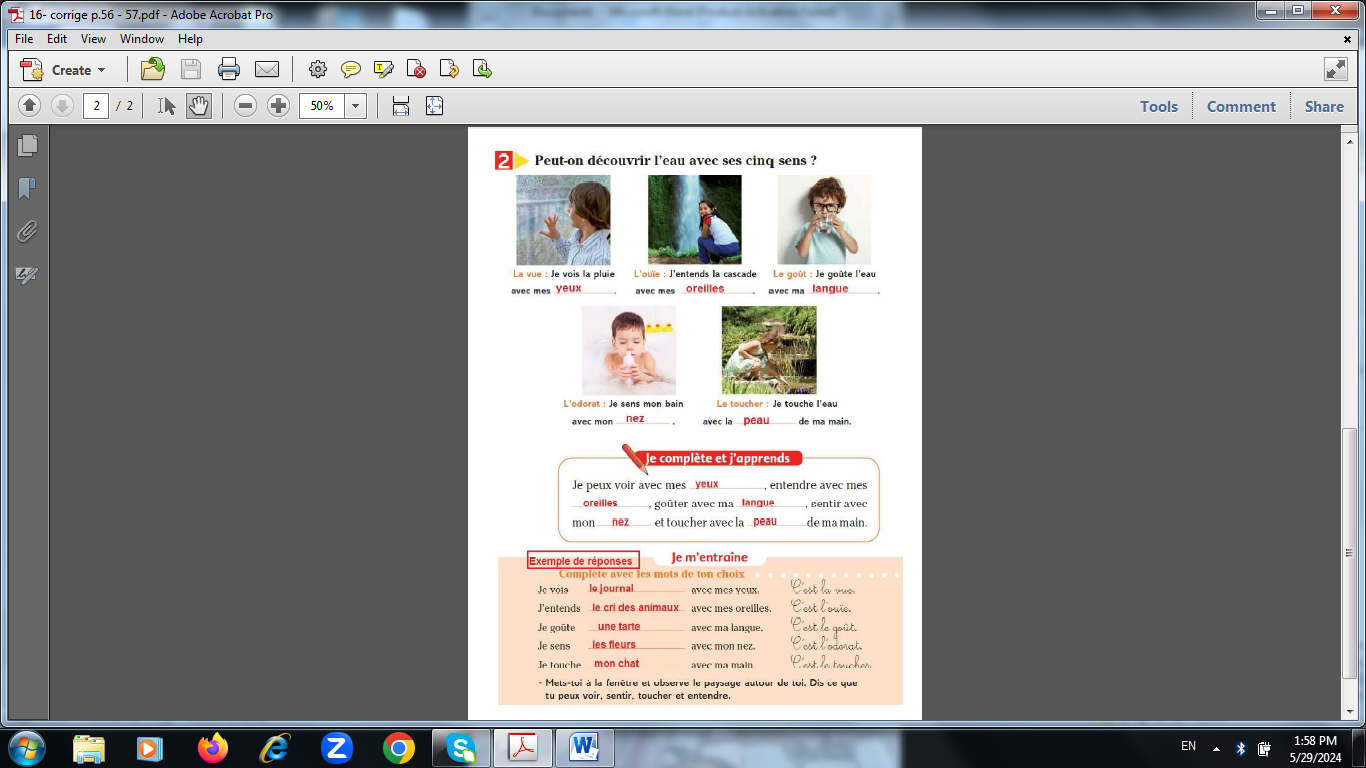 16- corrige p.56 - 57.pdf - Adobe Acrobat Pro
File Edit View Window Help
Create
2 / 2 50% Tools Comment Share
2 Peut-on découvrir l'eau avec ses cinq sens ?
La vue : Je vois la pluie
avec mes yeux .
L'ouïe : J'entends la cascade
avec mes oreilles .
Le goût : Je goûte l'eau
avec ma langue .
L'odorat : Je sens mon bain
avec mon nez .
Le toucher : Je touche l'eau
avec la peau de ma main.
Je complète et j'apprends
Je peux voir avec mes yeux , entendre avec mes
oreilles , goûter avec ma langue , sentir avec
mon nez et toucher avec la peau de ma main.
Exemple de réponses Je m'entraîne
Complète avec les mots de ton choix
Je vois le journal avec mes yeux. C'est la vue.
J'entends le cri des animaux avec mes oreilles. C'est l'ouïe.
Je goûte une tarte avec ma langue. C'est le goût.
Je sens les fleurs avec mon nez. C'est l'odorat.
Je touche mon chat avec ma main. C'est le toucher.
- Mets-toi à la fenêtre et observe le paysage autour de toi. Dis ce que
tu peux voir, sentir, toucher et entendre.
EN 1:58 PM
5/29/2024